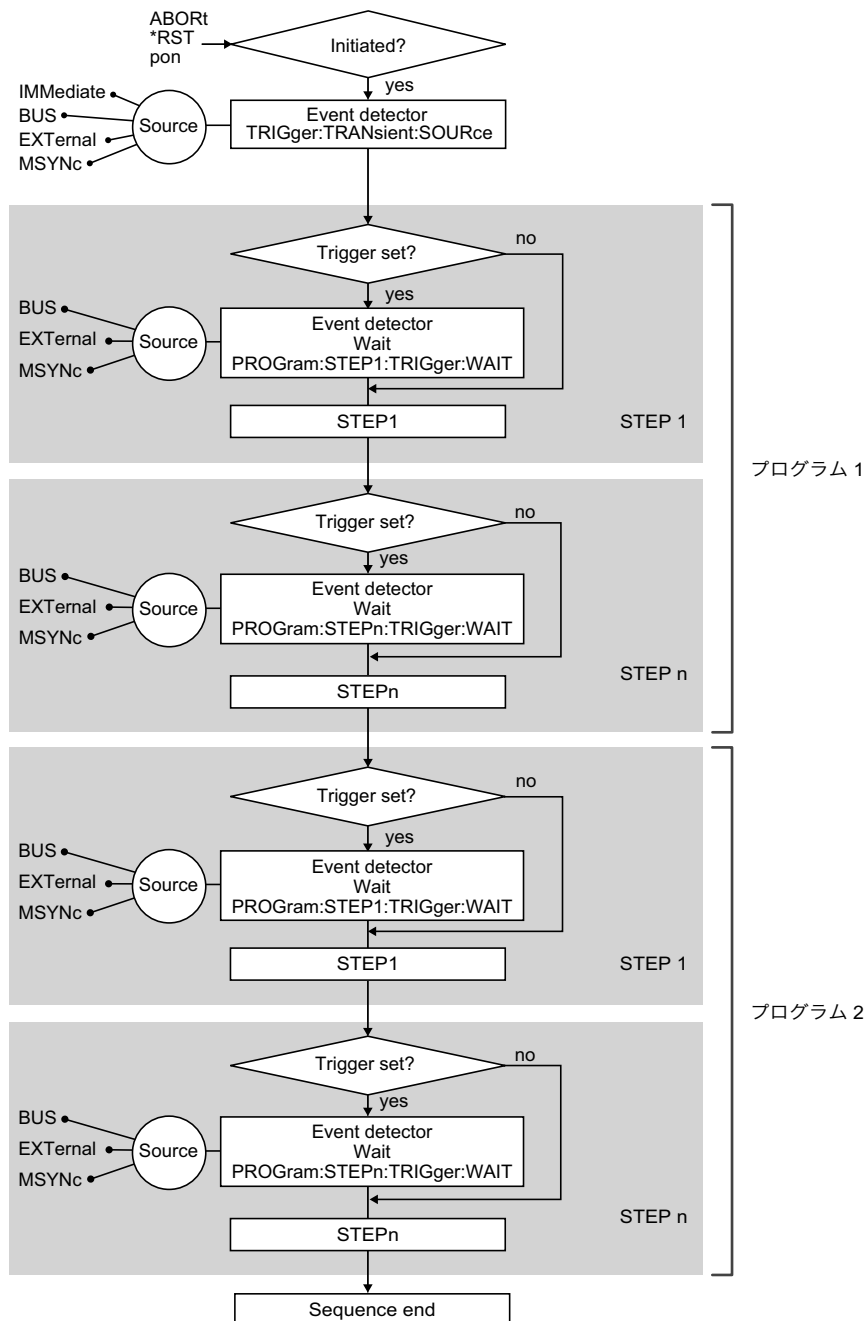 ABORt
*RST
pon
Initiated?
yes
IMMediate
BUS
EXTernal
MSYNc
Source
Event detector
TRIGger:TRANsient:SOURce
Trigger set?
no
yes
BUS
EXTernal
MSYNc
Source
Event detector
Wait
PROGram:STEP1:TRIGger:WAIT
STEP1
STEP 1
プログラム 1
Trigger set?
no
yes
BUS
EXTernal
MSYNc
Source
Event detector
Wait
PROGram:STEPn:TRIGger:WAIT
STEPn
STEP n
Trigger set?
no
yes
BUS
EXTernal
MSYNc
Source
Event detector
Wait
PROGram:STEP1:TRIGger:WAIT
STEP1
STEP 1
プログラム 2
Trigger set?
no
yes
BUS
EXTernal
MSYNc
Source
Event detector
Wait
PROGram:STEPn:TRIGger:WAIT
STEPn
STEP n
Sequence end